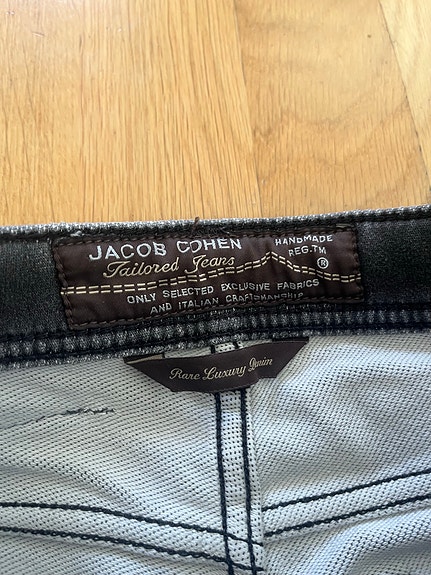 JACOB COHEN
HANDMADE
Tailored Jeans
REG.TM
®
ONLY SELECTED EXCLUSIVE FABRICS
AND ITALIAN CRAFTSMANSHIP
Rare Luxury Denim